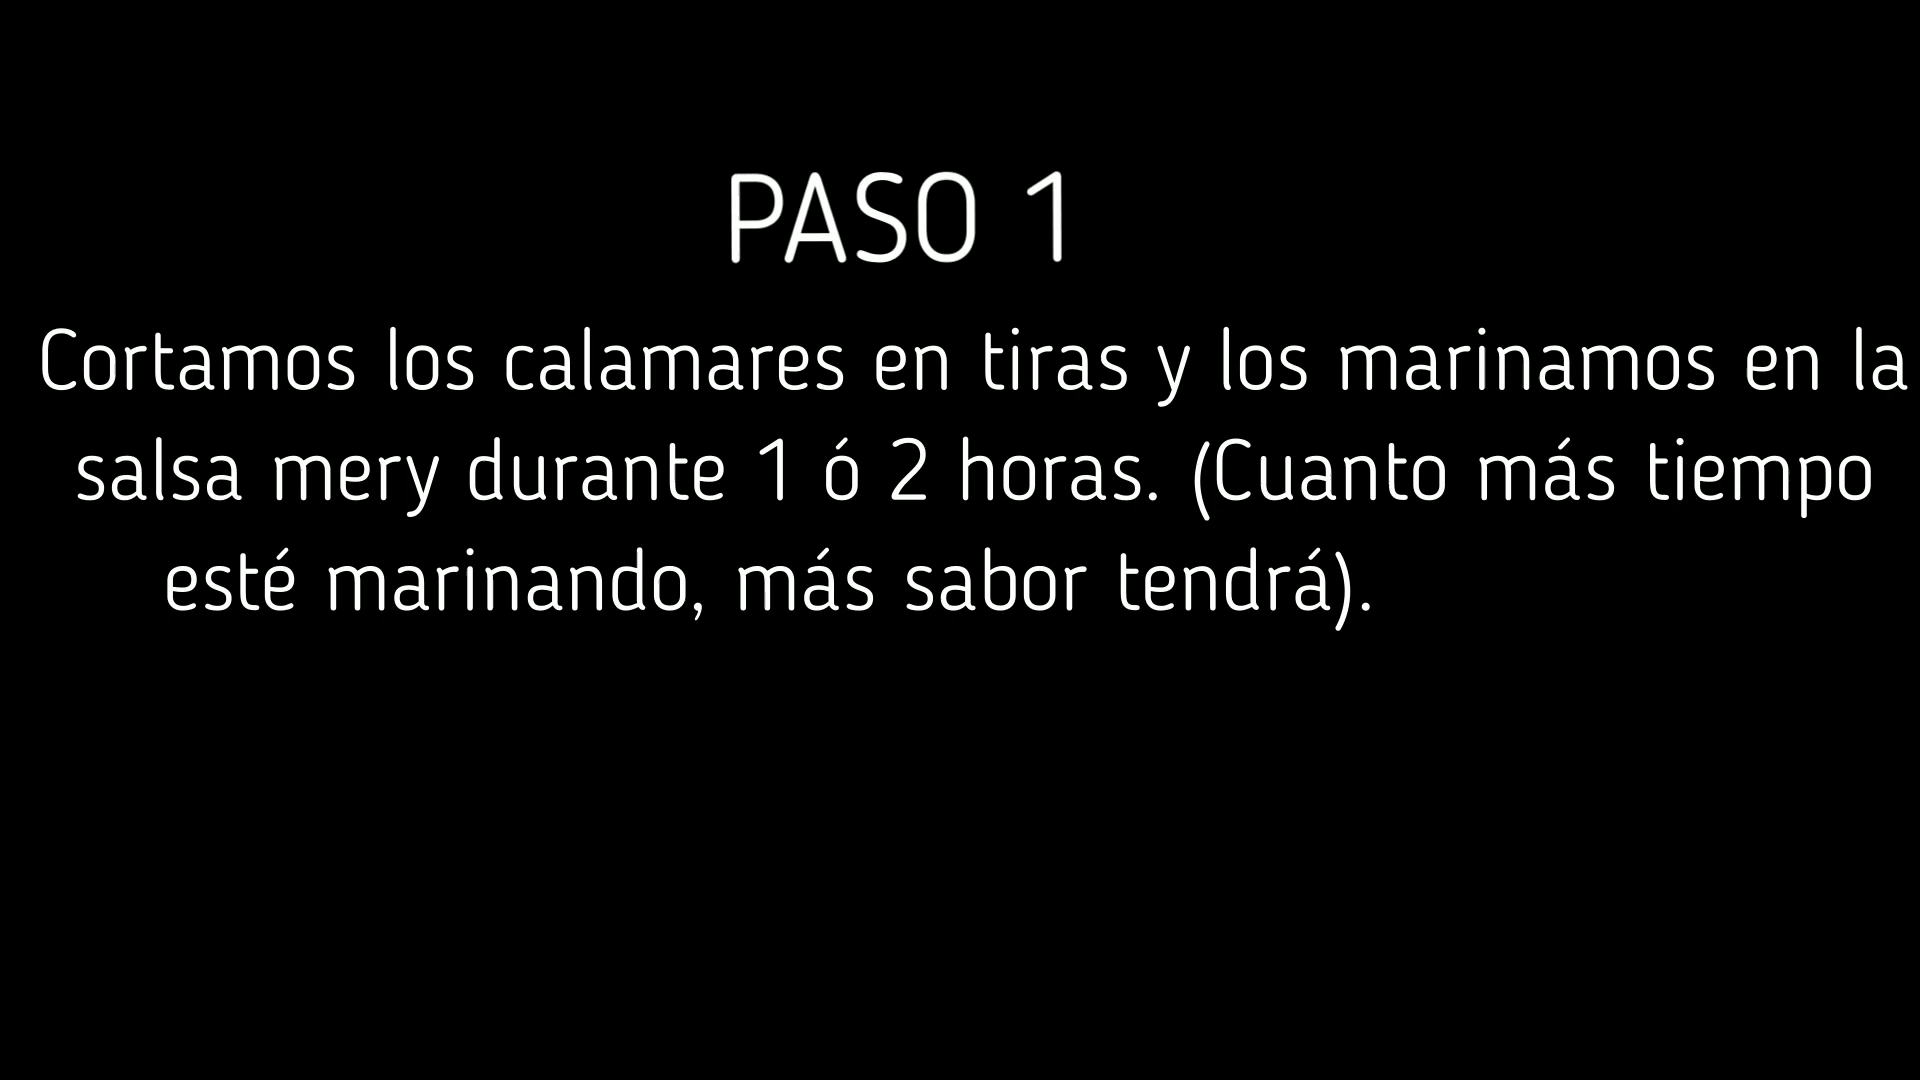 PASO 1
Cortamos los calamares en tiras y los marinamos en la
salsa mery durante 1 ó 2 horas. (Cuanto más tiempo
esté marinando, más sabor tendrá).